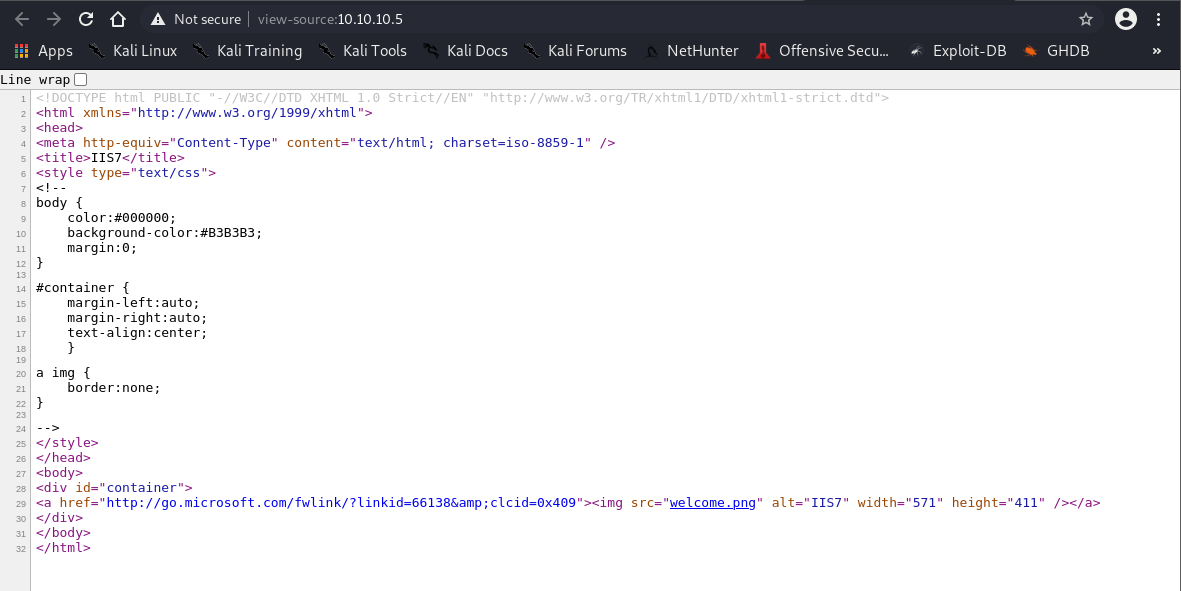 Not secure view-source:10.10.10.5
Apps Kali Linux Kali Training Kali Tools Kali Docs Kali Forums NetHunter Offensive Secu... Exploit-DB GHDB »
Line wrap
1 <!DOCTYPE html PUBLIC "-//W3C//DTD XHTML 1.0 Strict//EN" "http://www.w3.org/TR/xhtml1/DTD/xhtml1-strict.dtd">
2 <html xmlns="http://www.w3.org/1999/xhtml">
3 <head>
4 <meta http-equiv="Content-Type" content="text/html; charset=iso-8859-1" />
5 <title>IIS7</title>
6 <style type="text/css">
7 <!--
8 body {
9 color:#000000;
10 background-color:#B3B3B3;
11 margin:0;
12 }
13
14 #container {
15 margin-left:auto;
16 margin-right:auto;
17 text-align:center;
18 }
19
20 a img {
21 border:none;
22 }
23
24 -->
25 </style>
26 </head>
27 <body>
28 <div id="container">
29 <a href="http://go.microsoft.com/fwlink/?linkid=66138&amp;clcid=0x409"><img src="welcome.png" alt="IIS7" width="571" height="411" /></a>
30 </div>
31 </body>
32 </html>